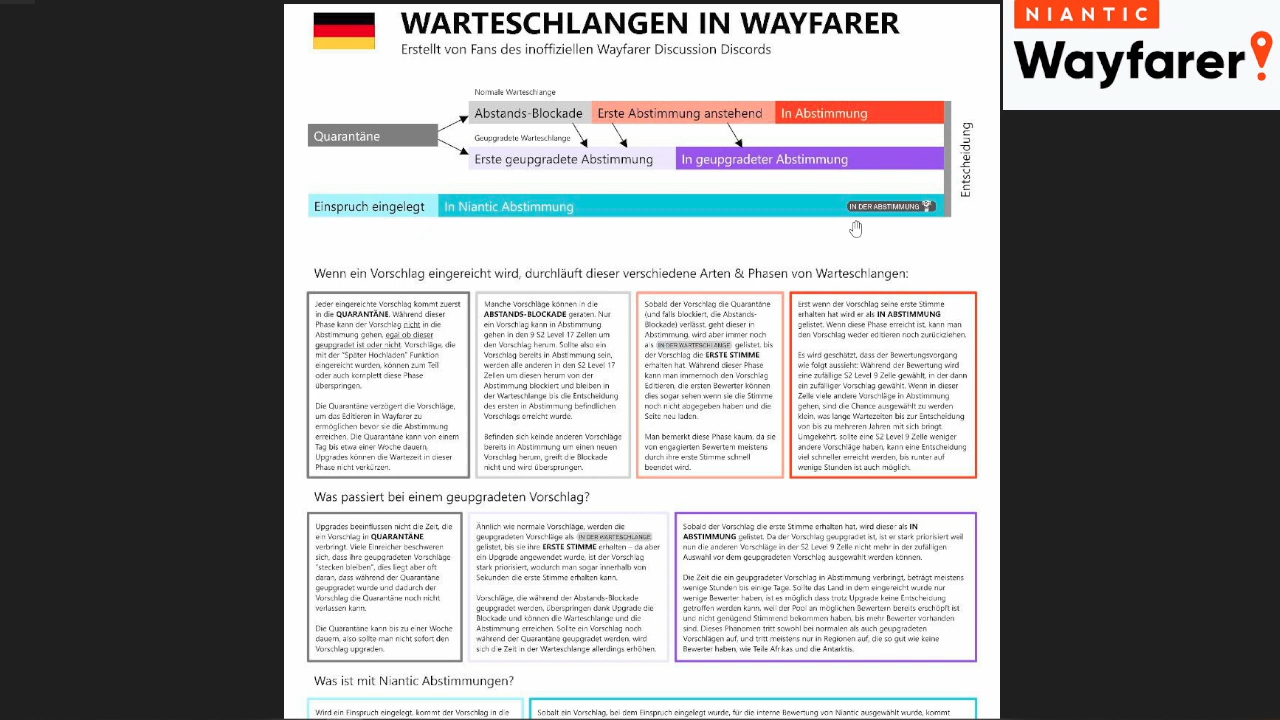 WARTESCHLANGEN IN WAYFARER
Erstellt von Fans des inoffiziellen Wayfarer Discussion Discords
NIANTIC
Wayfarer
Normale Warteschlange
Abstands-Blockade
Erste Abstimmung anstehend
In Abstimmung
Quarantäne
Geupgradete Warteschlange
Erste geupgradete Abstimmung
In geupgradeter Abstimmung
Entscheidung
Einspruch eingelegt
In Niantic Abstimmung
IN DER ABSTIMMUNG
Wenn ein Vorschlag eingereicht wird, durchläuft dieser verschiedene Arten & Phasen von Warteschlangen:
Jeder eingereichte Vorschlag kommt zuerst
in die QUARANTÄNE. Während dieser
Phase kann der Vorschlag nicht in die
Abstimmung gehen, egal ob dieser
geupgradet ist oder nicht. Vorschläge, die
mit der "Später Hochladen" Funktion
eingereicht wurden, können zum Teil
oder auch komplett diese Phase
überspringen.
Die Quarantäne verzögert die Vorschläge,
um das Editieren in Wayfarer zu
ermöglichen bevor sie die Abstimmung
erreichen. Die Quarantäne kann von einem
Tag bis etwa einer Woche dauern,
Upgrades können die Wartezeit in dieser
Phase nicht verkürzen.
Manche Vorschläge können in die
ABSTANDS-BLOCKADE geraten. Nur
ein Vorschlag kann in Abstimmung
gehen in den 9 S2 Level 17 Zellen um
den Vorschlag herum. Sollte also ein
Vorschlag bereits in Abstimmung sein,
werden alle anderen in den S2 Level 17
Zellen um diesen herum von der
Abstimmung blockiert und bleiben in
der Warteschlange bis die Entscheidung
des ersten in Abstimmung befindlichen
Vorschlags erreicht wurde.
Befinden sich keinde anderen Vorschläge
bereits in Abstimmung um einen neuen
Vorschlag herum, greift die Blockade
nicht und wird übersprungen.
Sobald der Vorschlag die Quarantäne
(und falls blockiert, die Abstands-
Blockade) verlässt, geht dieser in
Abstimmung, wird aber immer noch
als IN DER WARTESCHLANGE gelistet, bis
der Vorschlag die ERSTE STIMME
erhalten hat. Während dieser Phase
kann man immernoch den Vorschlag
Editieren, die ersten Bewerter können
dies sogar sehen wenn sie die Stimme
noch nicht abgegeben haben und die
Seite neu laden.
Man bemerkt diese Phase kaum, da sie
von engagierten Bewertern meistens
durch ihre erste Stimme schnell
beendet wird.
Erst wenn der Vorschlag seine erste Stimme
erhalten hat wird er als IN ABSTIMMUNG
gelistet. Wenn diese Phase erreicht ist, kann man
den Vorschlag weder editieren noch zurückziehen.
Es wird geschätzt, dass der Bewertungsvorgang
wie folgt aussieht: Während der Bewertung wird
eine zufällige S2 Level 9 Zelle gewählt, in der dann
ein zufälliger Vorschlag gewählt. Wenn in dieser
Zelle viele andere Vorschläge in Abstimmung
gehen, sind die Chance ausgewählt zu werden
klein, was lange Wartezeiten bis zur Entscheidung
von bis zu mehreren Jahren mit sich bringt.
Umgekehrt, sollte eine S2 Level 9 Zelle weniger
andere Vorschläge haben, kann eine Entscheidung
viel schneller erreicht werden, bis runter auf
wenige Stunden ist auch möglich.
Was passiert bei einem geupgradeten Vorschlag?
Upgrades beeinflussen nicht die Zeit, die
ein Vorschlag in QUARANTÄNE
verbringt. Viele Einreicher beschweren
sich, dass ihre geupgradeten Vorschläge
"stecken bleiben", dies liegt aber oft
daran, dass während der Quarantäne
geupgradet wurde und dadurch der
Vorschlag die Quarantäne noch nicht
verlassen kann.
Die Quarantäne kann bis zu einer Woche
dauern, also sollte man nicht sofort den
Vorschlag upgraden.
Ähnlich wie normale Vorschläge, werden die
geupgradeten Vorschläge als IN DER WARTESCHLANGE
gelistet, bis sie ihre ERSTE STIMME erhalten – da aber
ein Upgrade angewendet wurde, ist der Vorschlag
stark priorisiert, wodurch man sogar innerhalb von
Sekunden die erste Stimme erhalten kann.
Vorschläge, die während der Abstands-Blockade
geupgradet werden, überspringen dank Upgrade die
Blockade und können die Warteschlange und die
Abstimmung erreichen. Sollte ein Vorschlag noch
während der Quarantäne geupgradet werden, wird
sich die Zeit in der Warteschlange allerdings erhöhen.
Sobald der Vorschlag die erste Stimme erhalten hat, wird dieser als IN
ABSTIMMUNG gelistet. Da der Vorschlag geupgradet ist, ist er stark priorisiert weil
nun die anderen Vorschläge in der S2 Level 9 Zelle nicht mehr in der zufälligen
Auswahl vor dem geupgradeten Vorschlag ausgewählt werden können.
Die Zeit die ein geupgradeter Vorschlag in Abstimmung verbringt, beträgt meistens
wenige Stunden bis einige Tage. Sollte das Land in dem eingereicht wurde nur
wenige Bewerter haben, ist es möglich dass trotz Upgrade keine Entscheidung
getroffen werden kann, weil der Pool an möglichen Bewertern bereits erschöpft ist
und nicht genügend Stimmend bekommen haben, bis mehr Bewerter vorhanden
sind. Dieses Phänomen tritt sowohl bei normalen als auch geupgradeten
Vorschlägen auf, und tritt meistens nur in Regionen auf, die so gut wie keine
Bewerter haben, wie Teile Afrikas und die Antarktis.
Was ist mit Niantic Abstimmungen?
Wird ein Einspruch eingelegt, kommt der Vorschlag in die
Sobalt ein Vorschlag, bei dem Einspruch eingelegt wurde, für die interne Bewertung von Niantic ausgewählt wurde, kommt